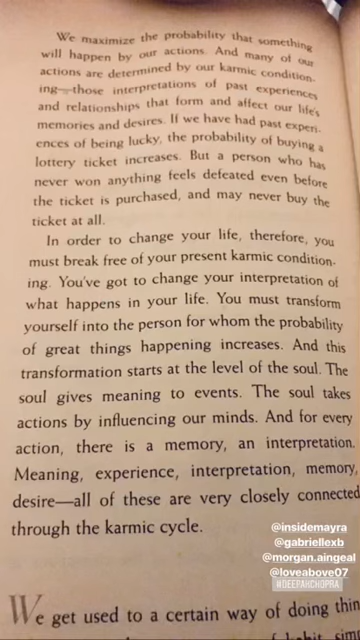 We maximize the probability that something
will happen by our actions. And many of our
actions are determined by our karmic condition-
ing—those interpretations of past experiences
and relationships that form and affect our life's
memories and desires. If we have had past experi-
ences of being lucky, the probability of buying a
lottery ticket increases. But a person who has
never won anything feels defeated even before
the ticket is purchased, and may never buy the
ticket at all.
In order to change your life, therefore, you
must break free of your present karmic condition-
ing. You've got to change your interpretation of
what happens in your life. You must transform
yourself into the person for whom the probability
of great things happening increases. And this
transformation starts at the level of the soul. The
soul gives meaning to events. The soul takes
actions by influencing our minds. And for every
action, there is a memory, an interpretation.
Meaning, experience, interpretation, memory,
desire—all of these are very closely connected
through the karmic cycle.
@insidemayra
@gabriellexb
@morgan.aingeal
@loveabove07
#DEEPAKCHOPRA
We get used to a certain way of doing thin
of habit sim